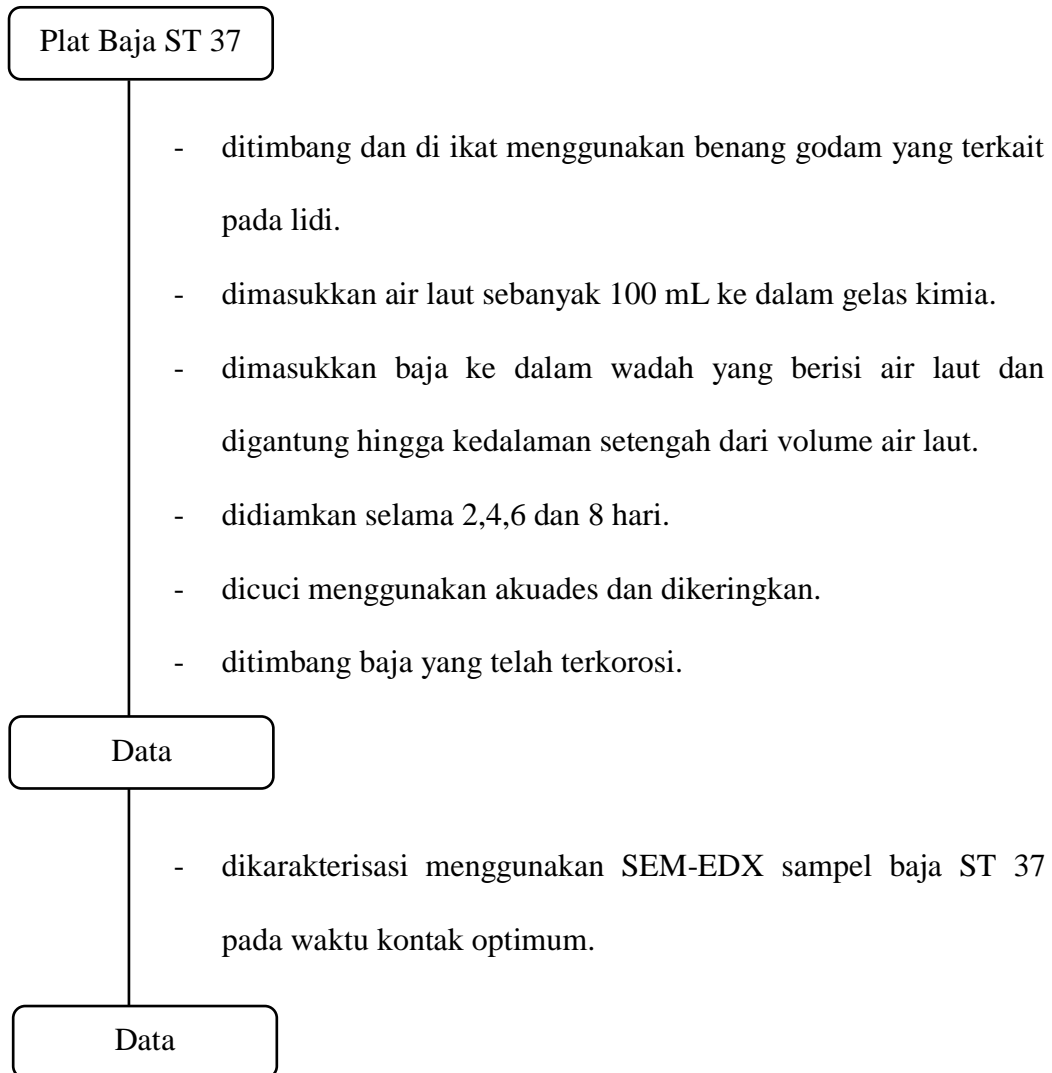 Plat Baja ST 37
- ditimbang dan di ikat menggunakan benang godam yang terkait
pada lidi.
- dimasukkan air laut sebanyak 100 mL ke dalam gelas kimia.
- dimasukkan baja ke dalam wadah yang berisi air laut dan
digantung hingga kedalaman setengah dari volume air laut.
- didiamkan selama 2,4,6 dan 8 hari.
- dicuci menggunakan akuades dan dikeringkan.
- ditimbang baja yang telah terkorosi.
Data
- dikarakterisasi menggunakan SEM-EDX sampel baja ST 37
pada waktu kontak optimum.
Data